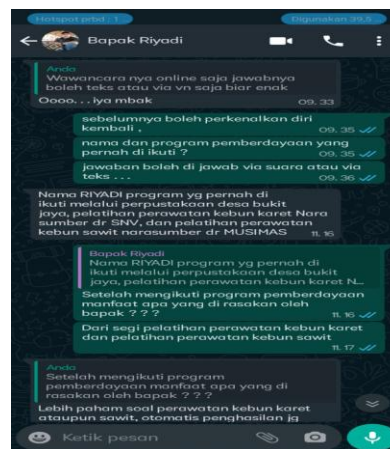 Hotspot prbd : 1 ...
Digunakan 39,5 ...
Bapak Riyadi
Anda
Wawancara nya online saja jawabnya
boleh teks atau via vn saja biar enak
Oooo. . . iya mbak
09. 33
sebelumnya boleh perkenalkan diri
kembali ,
09. 35
nama dan program pemberdayaan yang
pernah di ikuti ?
09. 35
jawaban boleh di jawab via suara atau via
teks . . .
09. 36
Nama RIYADI program yg pernah di
ikuti melalui perpustakaan desa bukit
jaya, pelatihan perawatan kebun karet Nara
sumber dr SNV, dan pelatihan perawatan
kebun sawit narasumber dr MUSIMAS
11. 16
Bapak Riyadi
Nama RIYADI program yg pernah di
ikuti melalui perpustakaan desa bukit
jaya, pelatihan perawatan kebun karet N...
Setelah mengikuti program pemberdayaan
manfaat apa yang di rasakan oleh
bapak ? ? ?
11. 16
Dari segi pelatihan perawatan kebun karet
dan pelatihan perawatan kebun sawit
11. 17
Anda
Setelah mengikuti program
pemberdayaan manfaat apa yang di
rasakan oleh bapak ? ? ?
Lebih paham soal perawatan kebun karet
ataupun sawit, otomatis penghasilan jg
Ketik pesan